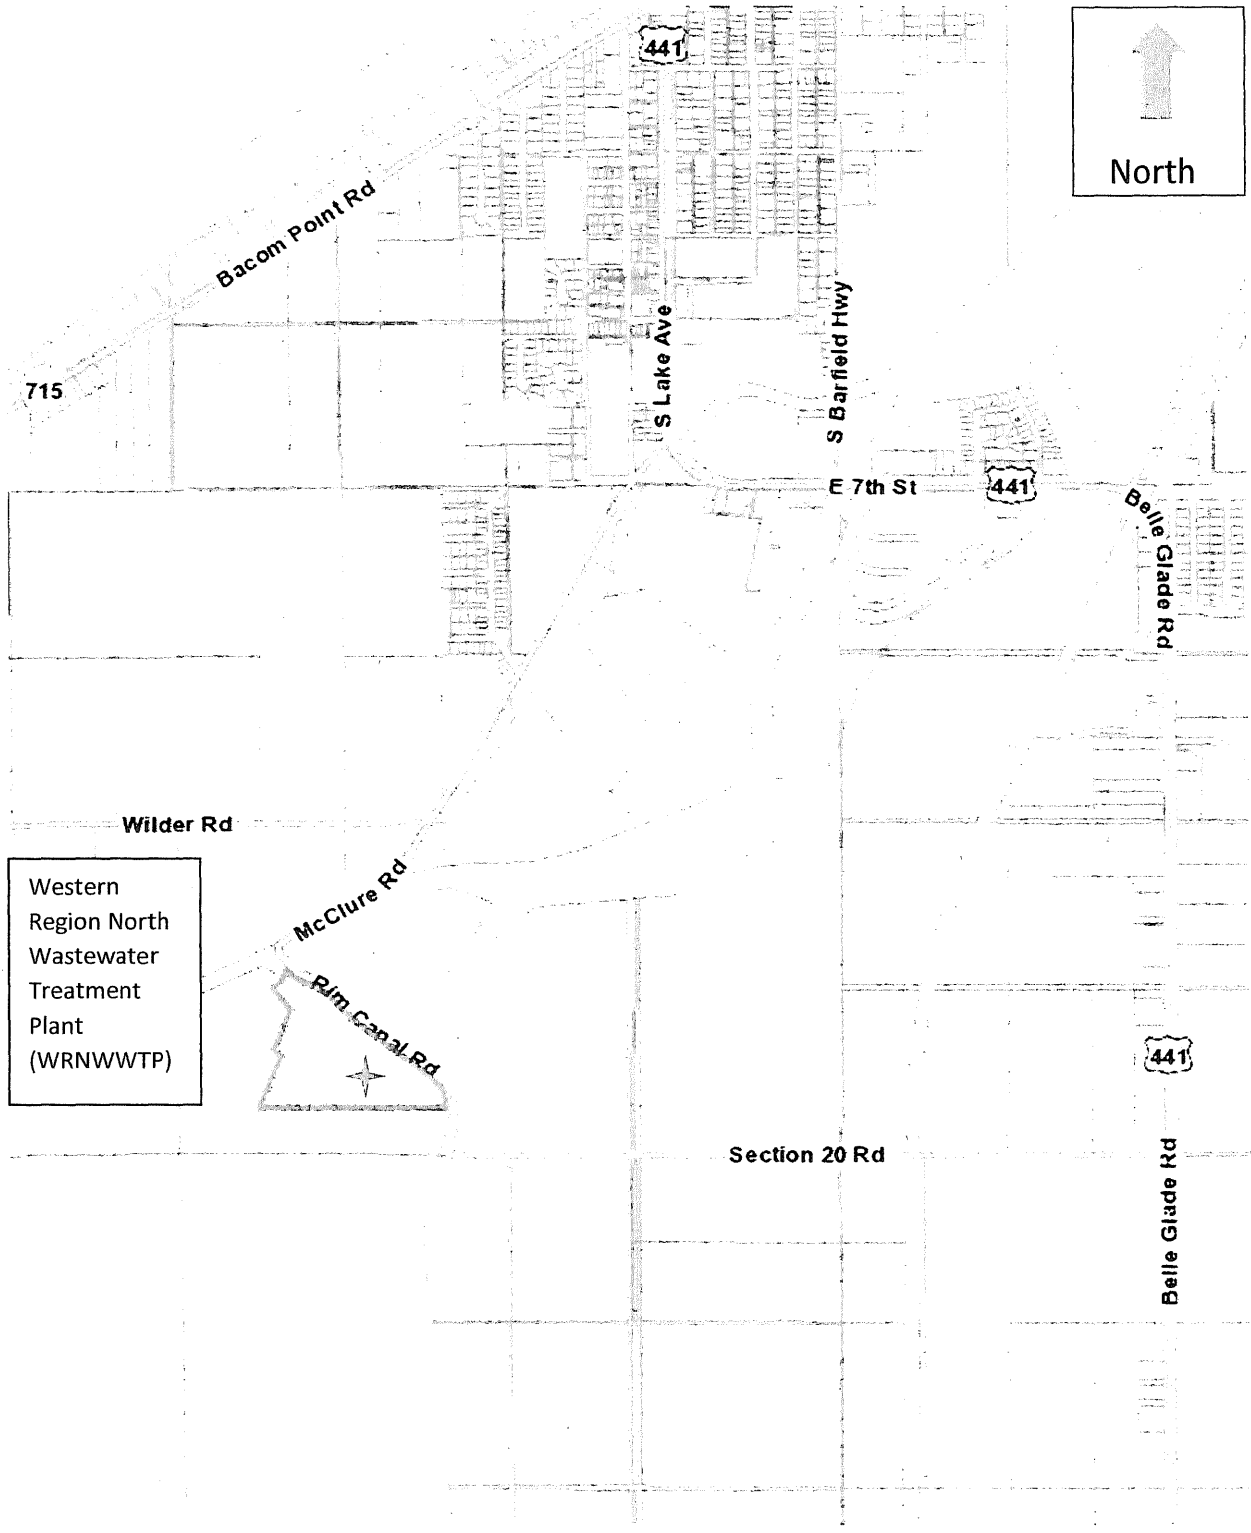 441
North
Bacom Point Rd
S Lake Ave
S Barfield Hwy
715
E 7th St
441
Belle Glade Rd
Wilder Rd
Western
Region North
Wastewater
Treatment
Plant
(WRNWWTP)
McClure Rd
Rim Canal Rd
441
Section 20 Rd
Belle Glade Rd